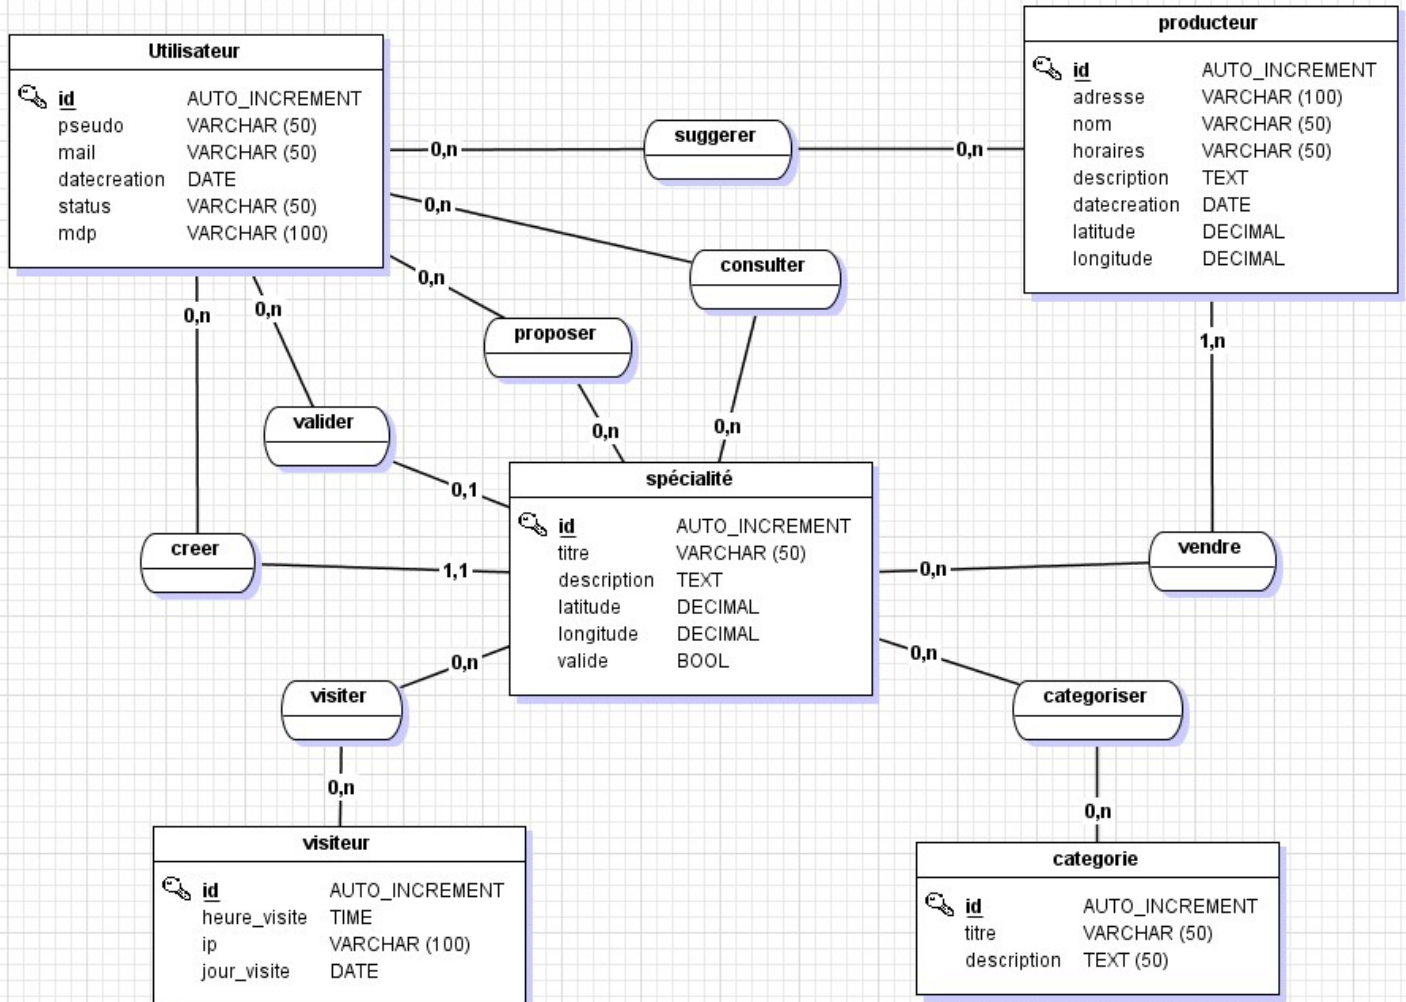 Utilisateur
id AUTO_INCREMENT
pseudo VARCHAR (50)
mail VARCHAR (50)
datecreation DATE
status VARCHAR (50)
mdp VARCHAR (100)
producteur
id AUTO_INCREMENT
adresse VARCHAR (100)
nom VARCHAR (50)
horaires VARCHAR (50)
description TEXT
datecreation DATE
latitude DECIMAL
longitude DECIMAL
0,n
suggerer
0,n
0,n
consulter
0,n
proposer
0,n
0,n
valider
1,n
0,n
0,n
0,1
creer
1,1
spécialité
id AUTO_INCREMENT
titre VARCHAR (50)
description TEXT
latitude DECIMAL
longitude DECIMAL
valide BOOL
0,n
vendre
0,n
visiter
0,n
0,n
categoriser
0,n
visiteur
id AUTO_INCREMENT
heure_visite TIME
ip VARCHAR (100)
jour_visite DATE
categorie
id AUTO_INCREMENT
titre VARCHAR (50)
description TEXT (50)